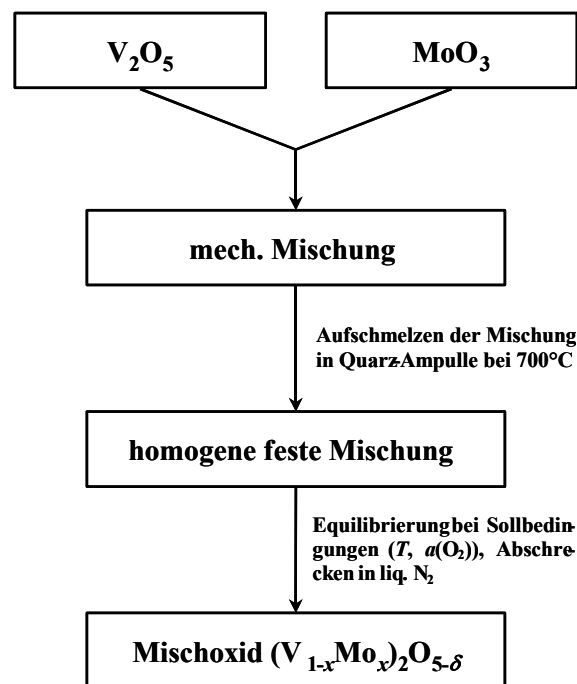 V₂O₅
MoO₃
mech. Mischung
Aufschmelzen der Mischung
in Quarz-Ampulle bei 700°C
homogene feste Mischung
Equilibrierung bei Sollbedin-
gungen (T, a(O₂)), Abschre-
cken in liq. N₂
Mischoxid (V₁₋ₓMoₓ)₂O₅₋δ